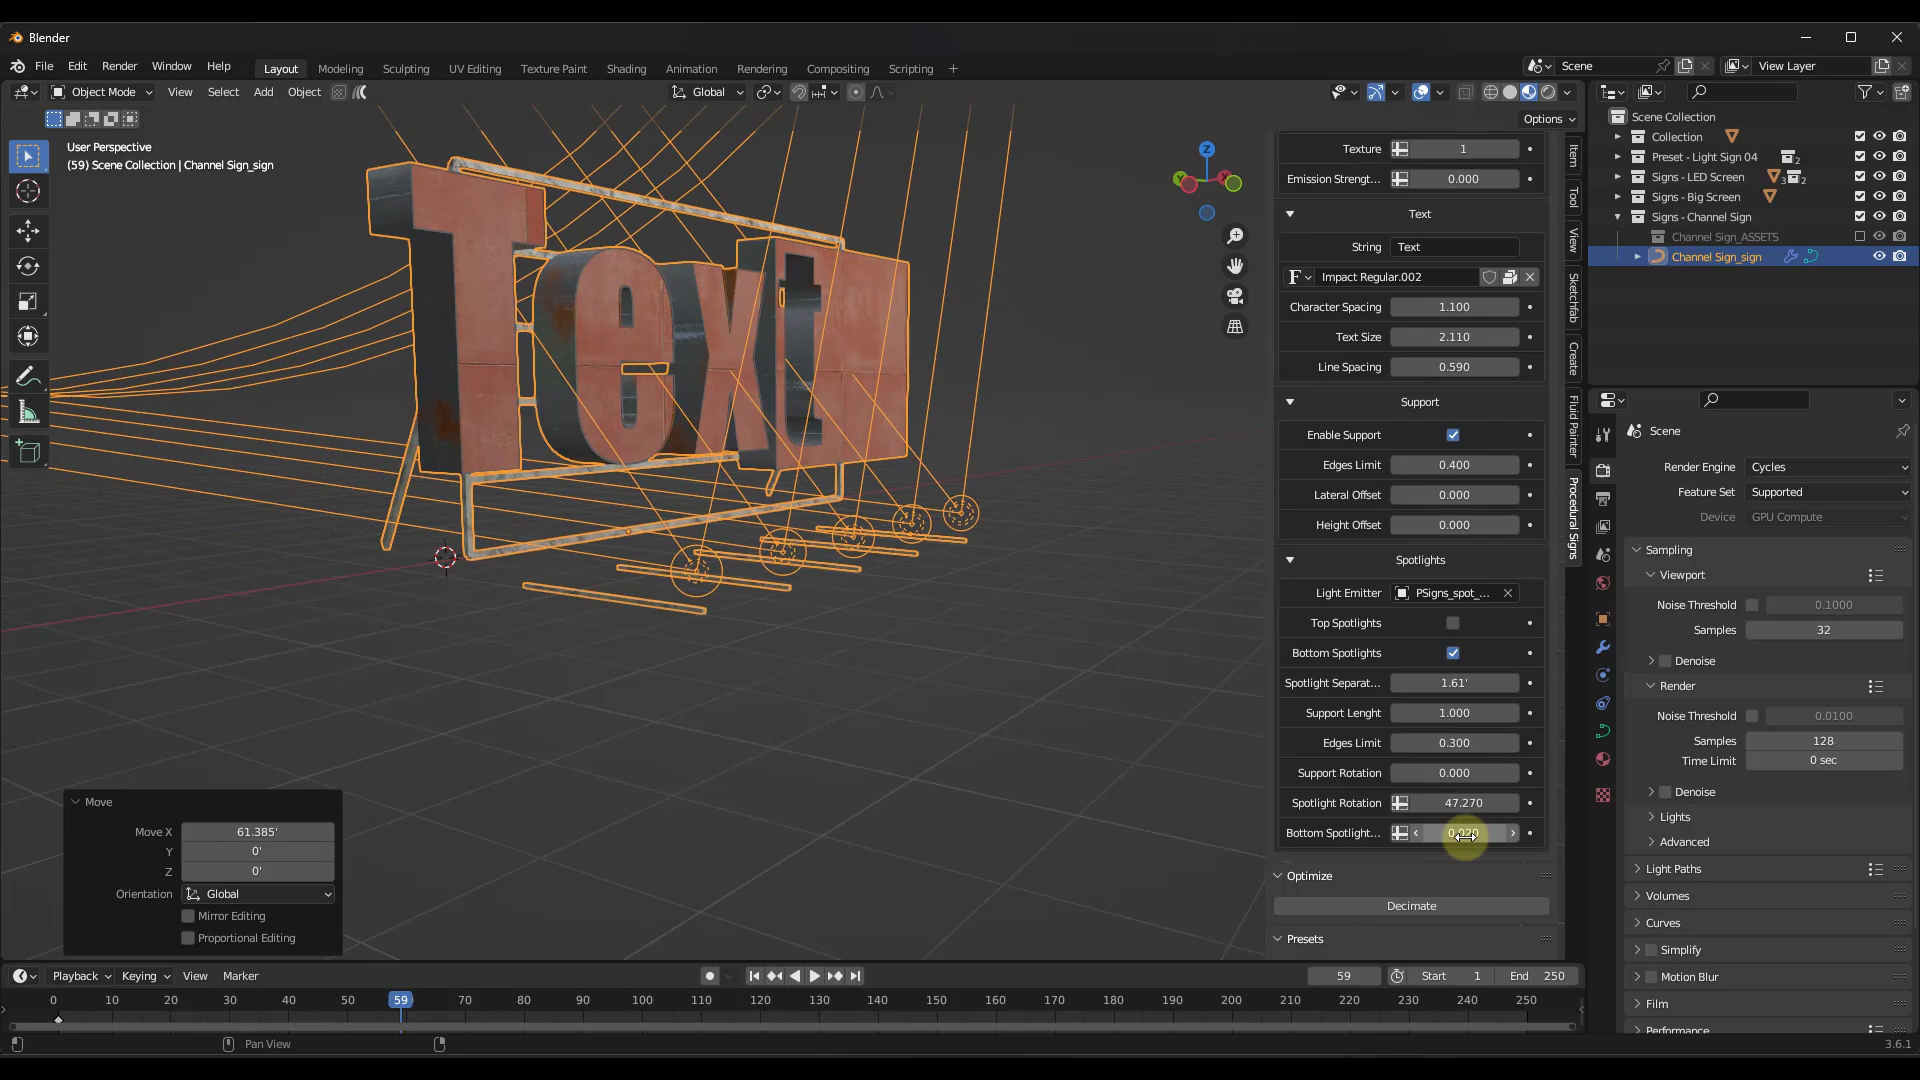 Blender
File Edit Render Window Help
Layout Modeling Sculpting UV Editing Texture Paint Shading Animation Rendering Compositing Scripting +
Scene
View Layer
Object Mode View Select Add Object
Global
Options
User Perspective
(59) Scene Collection | Channel Sign_sign
Text
Z
Item
Tool
View
Sketchfab
Create
Fluid Painter
Procedural Signs
Texture 1
Emission Strengt... 0.000
Text
String Text
Impact Regular.002
Character Spacing 1.100
Text Size 2.110
Line Spacing 0.590
Support
Enable Support
Edges Limit 0.400
Lateral Offset 0.000
Height Offset 0.000
Spotlights
Light Emitter PSigns_spot_...
Top Spotlights
Bottom Spotlights
Spotlight Separat... 1.61'
Support Lenght 1.000
Edges Limit 0.300
Support Rotation 0.000
Spotlight Rotation 47.270
Bottom Spotlight... 0.020
Optimize
Decimate
Presets
Scene Collection
Collection
Preset - Light Sign 04 2
Signs - LED Screen 3 2
Signs - Big Screen
Signs - Channel Sign
Channel Sign_ASSETS
Channel Sign_sign
Scene
Render Engine Cycles
Feature Set Supported
Device GPU Compute
Sampling
Viewport
Noise Threshold 0.1000
Samples 32
Denoise
Render
Noise Threshold 0.0100
Samples 128
Time Limit 0 sec
Denoise
Lights
Advanced
Light Paths
Volumes
Curves
Simplify
Motion Blur
Film
Performance
Move
Move X 61.385'
Y 0'
Z 0'
Orientation Global
Mirror Editing
Proportional Editing
Playback Keying View Marker
59 Start 1 End 250
0 10 20 30 40 50 59 70 80 90 100 110 120 130 140 150 160 170 180 190 200 210 220 230 240 250
Pan View
3.6.1